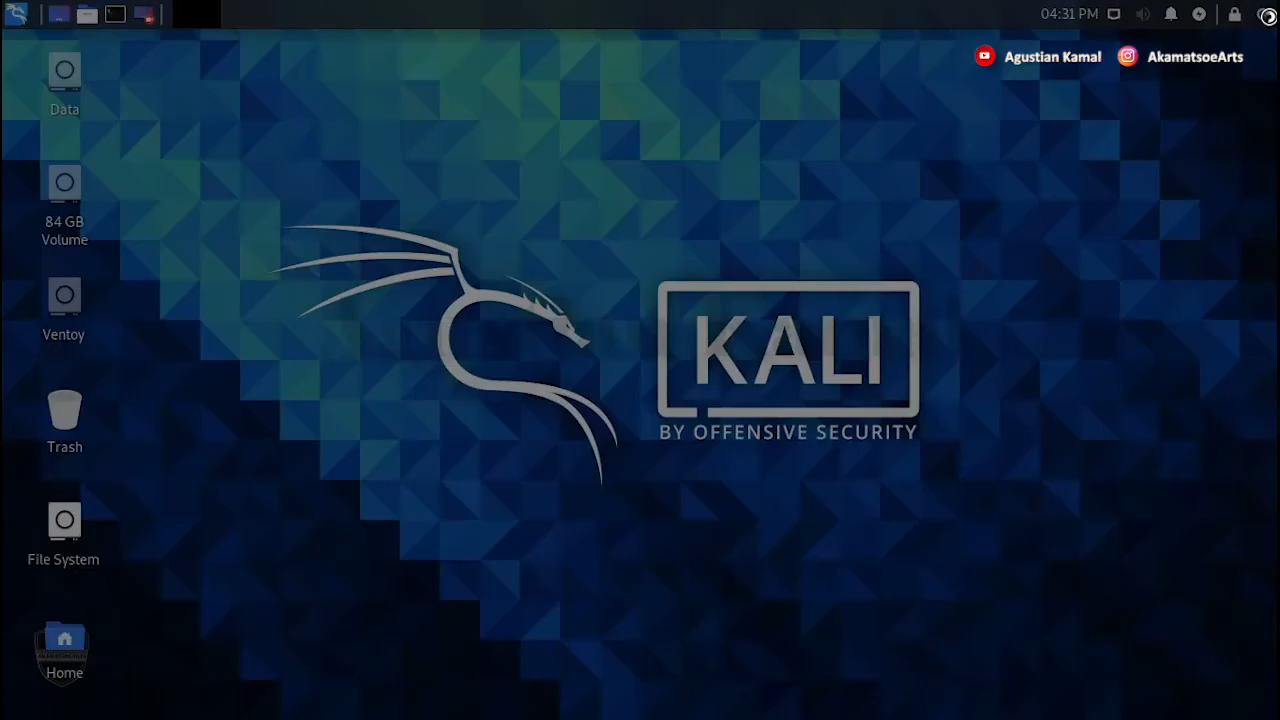 04:31 PM
Agustian Kamal
AkamatsoeArts
Data
84 GB
Volume
Ventoy
Trash
File System
Home
KALI
BY OFFENSIVE SECURITY